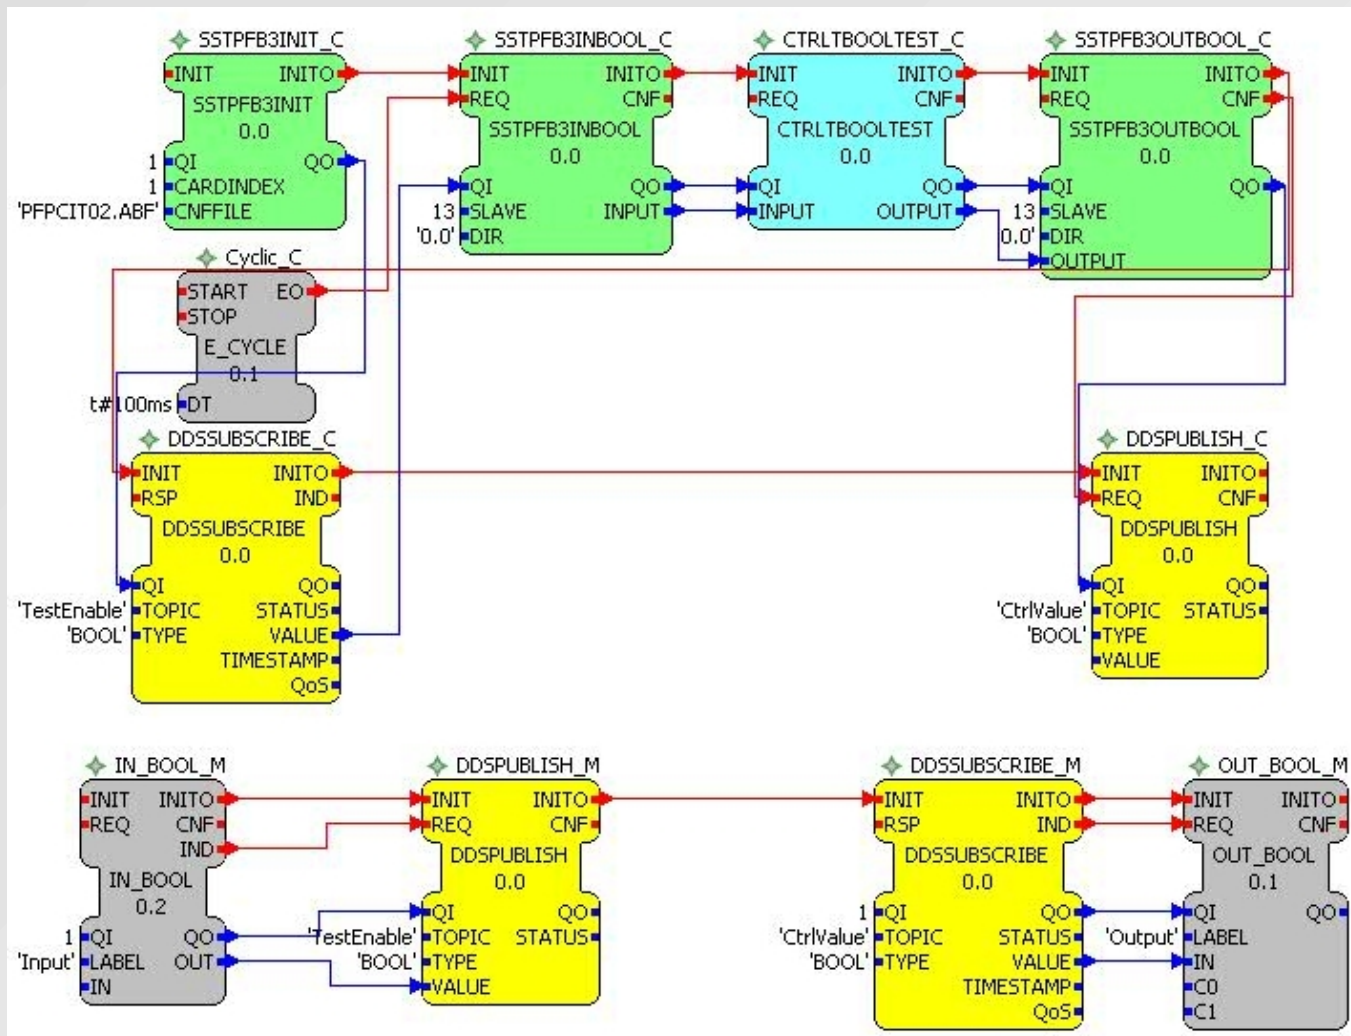 SSTPFB3INIT_C SSTPFB3INBOOL_C CTRLTBOOLTEST_C SSTPFB3OUTBOOL_C
INIT INITO INIT INITO INIT INITO INIT INITO
REQ CNF REQ CNF REQ CNF
SSTPFB3INIT SSTPFB3INBOOL CTRLTBOOLTEST SSTPFB3OUTBOOL
0.0 0.0 0.0 0.0
1 QI QO
1 CARDINDEX QI QO QI QO QI QO
'PFPCIT02.ABF' CNFFILE 13 SLAVE INPUT INPUT OUTPUT 13 SLAVE
'0.0' DIR 0.0' DIR
Cyclic_C OUTPUT
START EO
STOP
E_CYCLE
0.1
t#100ms DT
DDSSUBSCRIBE_C DDSPUBLISH_C
INIT INITO INIT INITO
RSP IND REQ CNF
DDSSUBSCRIBE DDSPUBLISH
0.0 0.0
QI QO QI QO
'TestEnable' TOPIC STATUS 'CtrlValue' TOPIC STATUS
'BOOL' TYPE VALUE 'BOOL' TYPE
TIMESTAMP VALUE
QoS
IN_BOOL_M DDSPUBLISH_M DDSSUBSCRIBE_M OUT_BOOL_M
INIT INITO INIT INITO INIT INITO INIT INITO
REQ CNF REQ CNF RSP IND REQ CNF
IND
DDSPUBLISH DDSSUBSCRIBE OUT_BOOL
IN_BOOL 0.0 0.0 0.1
0.2
QI QO 1 QI QO QI QO
1 QI QO 'TestEnable' TOPIC STATUS 'CtrlValue' TOPIC STATUS 'Output' LABEL
'Input' LABEL OUT 'BOOL' TYPE 'BOOL' TYPE VALUE IN
IN VALUE TIMESTAMP C0
QoS C1